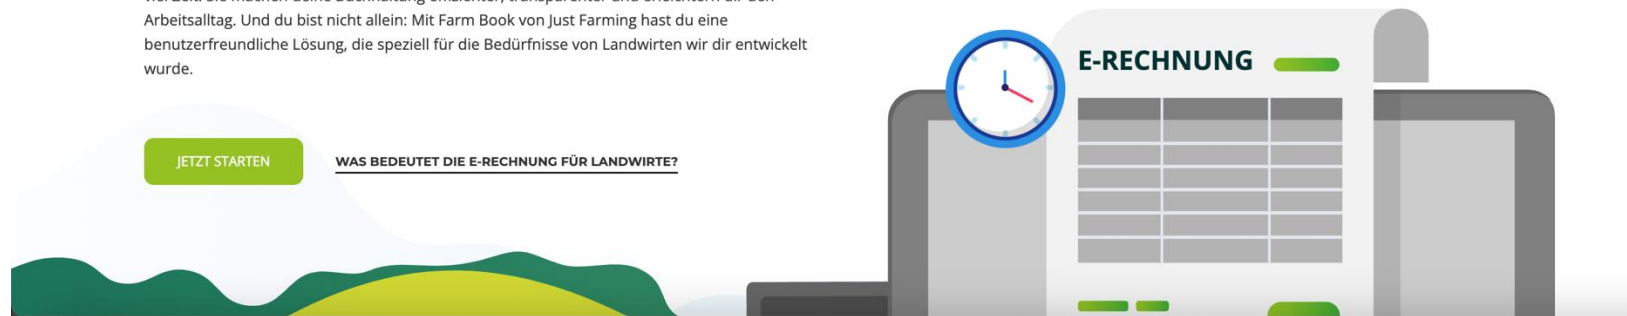 Arbeitsalltag. Und du bist nicht allein: Mit Farm Book von Just Farming hast du eine
benutzerfreundliche Lösung, die speziell für die Bedürfnisse von Landwirten wir dir entwickelt
wurde.
JETZT STARTEN
WAS BEDEUTET DIE E-RECHNUNG FÜR LANDWIRTE?
E-RECHNUNG